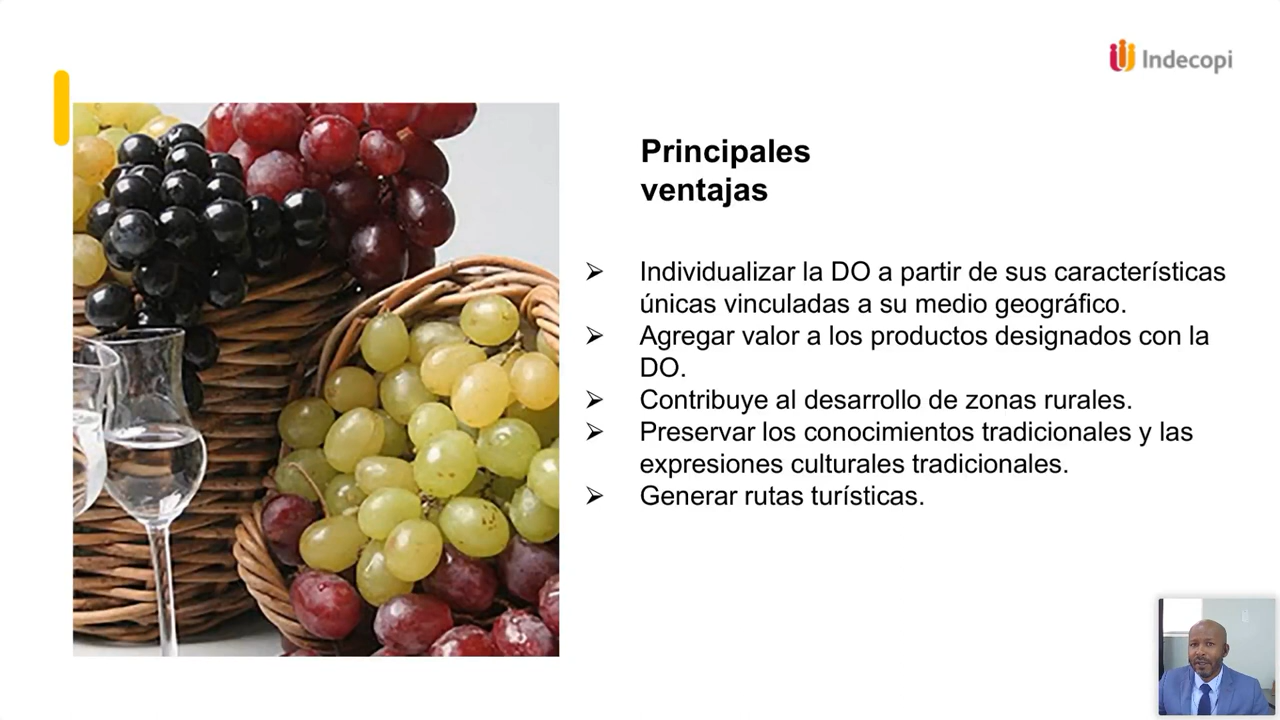 Indecopi
Principales
ventajas
➢ Individualizar la DO a partir de sus características
únicas vinculadas a su medio geográfico.
➢ Agregar valor a los productos designados con la
DO.
➢ Contribuye al desarrollo de zonas rurales.
➢ Preservar los conocimientos tradicionales y las
expresiones culturales tradicionales.
➢ Generar rutas turísticas.